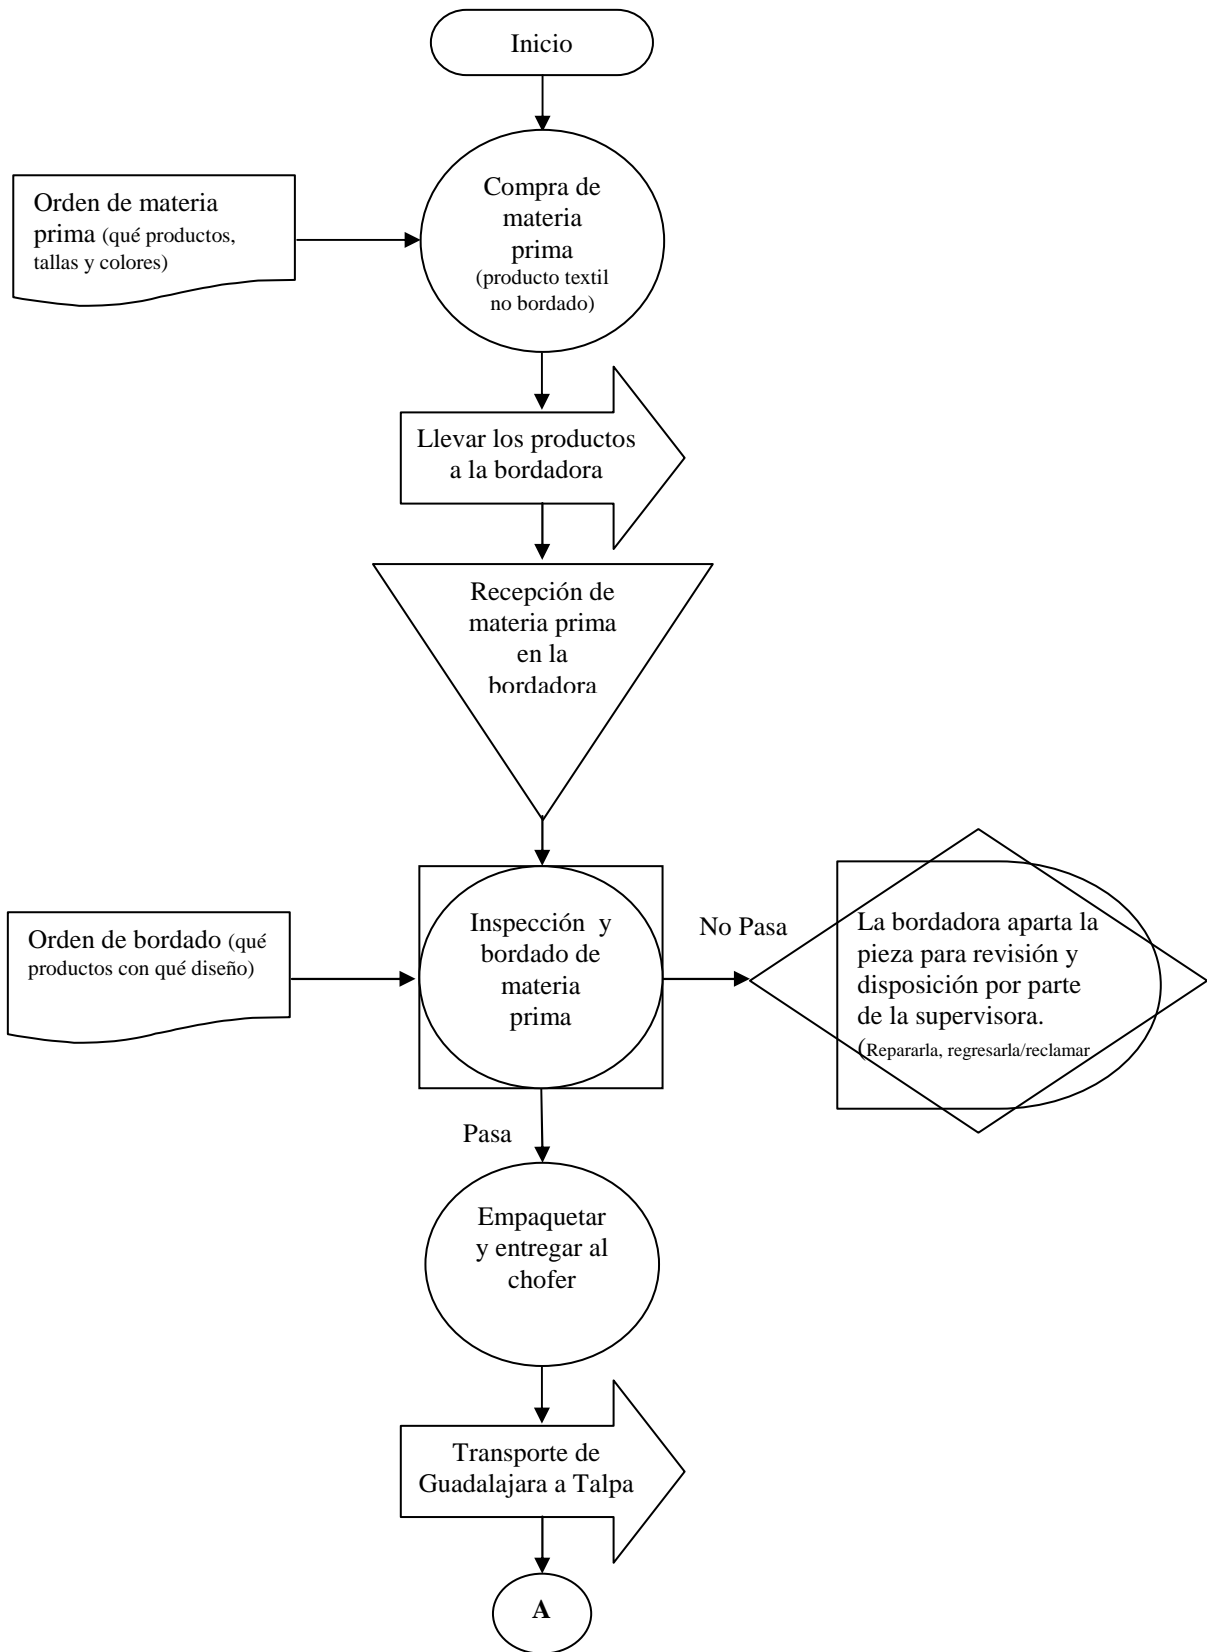 Inicio
Compra de
materia
prima
(producto textil
no bordado)
Orden de materia
prima (qué productos,
tallas y colores)
Llevar los productos
a la bordadora
Recepción de
materia prima
en la
bordadora
Inspección y
bordado de
materia
prima
Orden de bordado (qué
productos con qué diseño)
No Pasa
La bordadora aparta la
pieza para revisión y
disposición por parte
de la supervisora.
(Repararla, regresarla/reclamar
Pasa
Empaquetar
y entregar al
chofer
Transporte de
Guadalajara a Talpa
A